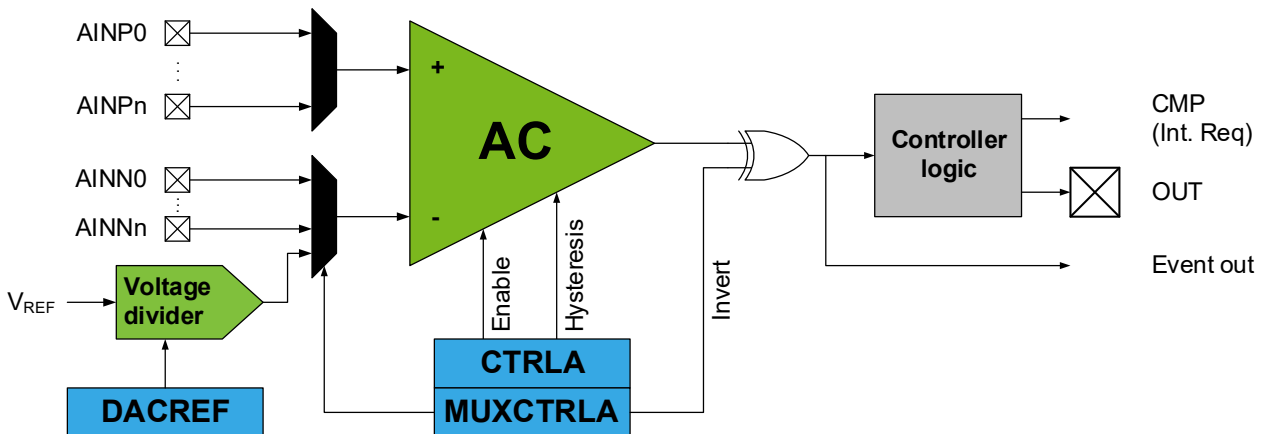 AINP0
AINPn
AINN0
AINNn
VREF
Voltage
divider
DACREF
+
AC
-
Enable
Hysteresis
CTRLA
MUXCTRLA
Invert
Controller
logic
CMP
(Int. Req)
OUT
Event out